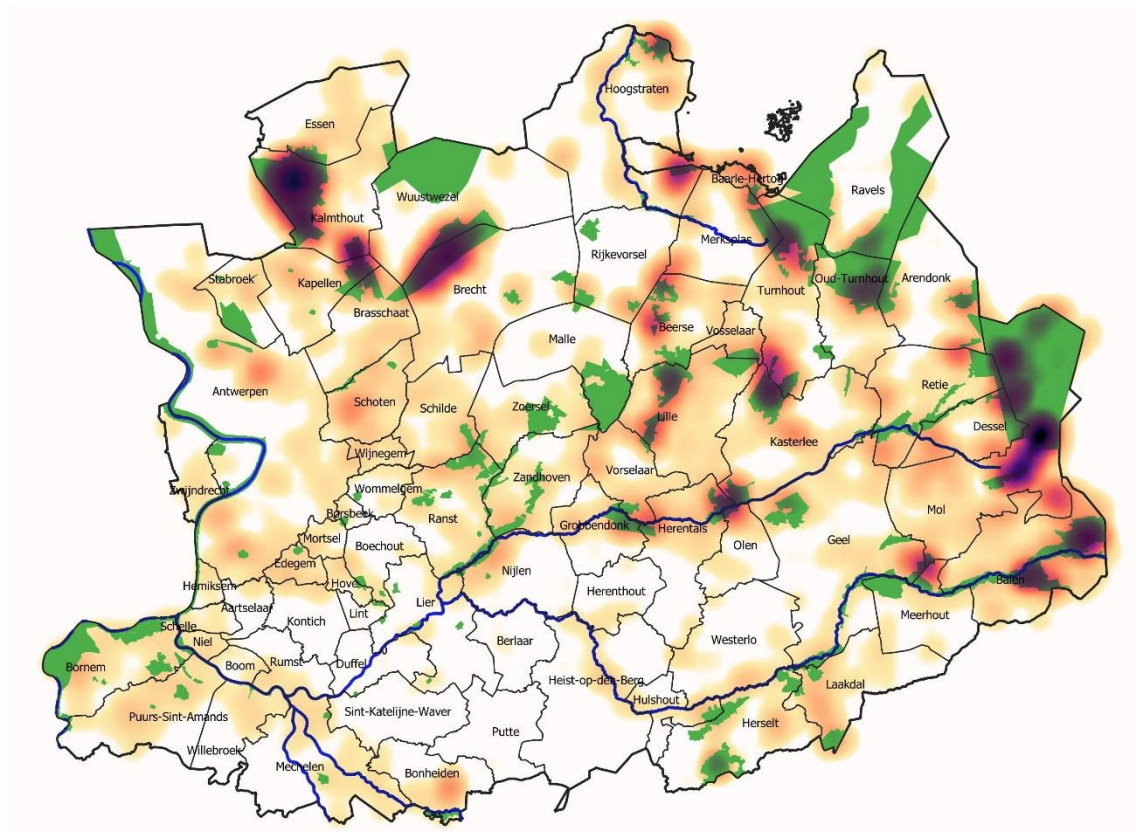 Hoogstraten
Essen
Baarle-Hertog
Ravels
Wuustwezel
Kalmthout
Merksplas
Rijkevorsel
Stabroek
Kapellen
Brecht
Turnhout
Oud-Turnhout
Arendonk
Brasschaat
Beerse
Vosselaar
Malle
Retie
Antwerpen
Schoten
Schilde
Zoersel
Lille
Dessel
Kasterlee
Wijnegem
Vorselaar
Zandhoven
Zwijndrecht
Wommelgem
Mol
Borsbeek
Ranst
Grobbendonk
Herentals
Mortsel
Boechout
Olen
Geel
Edegem
Nijlen
Balen
Hemiksem
Hove
Herenthout
Aartselaar
Lint
Lier
Meerhout
Kontich
Schelle
Niel
Berlaar
Westerlo
Bornem
Boom
Rumst
Duffel
Heist-op-den-Berg
Laakdal
Hulshout
Puurs-Sint-Amands
Sint-Katelijne-Waver
Herselt
Putte
Willebroek
Mechelen
Bonheiden